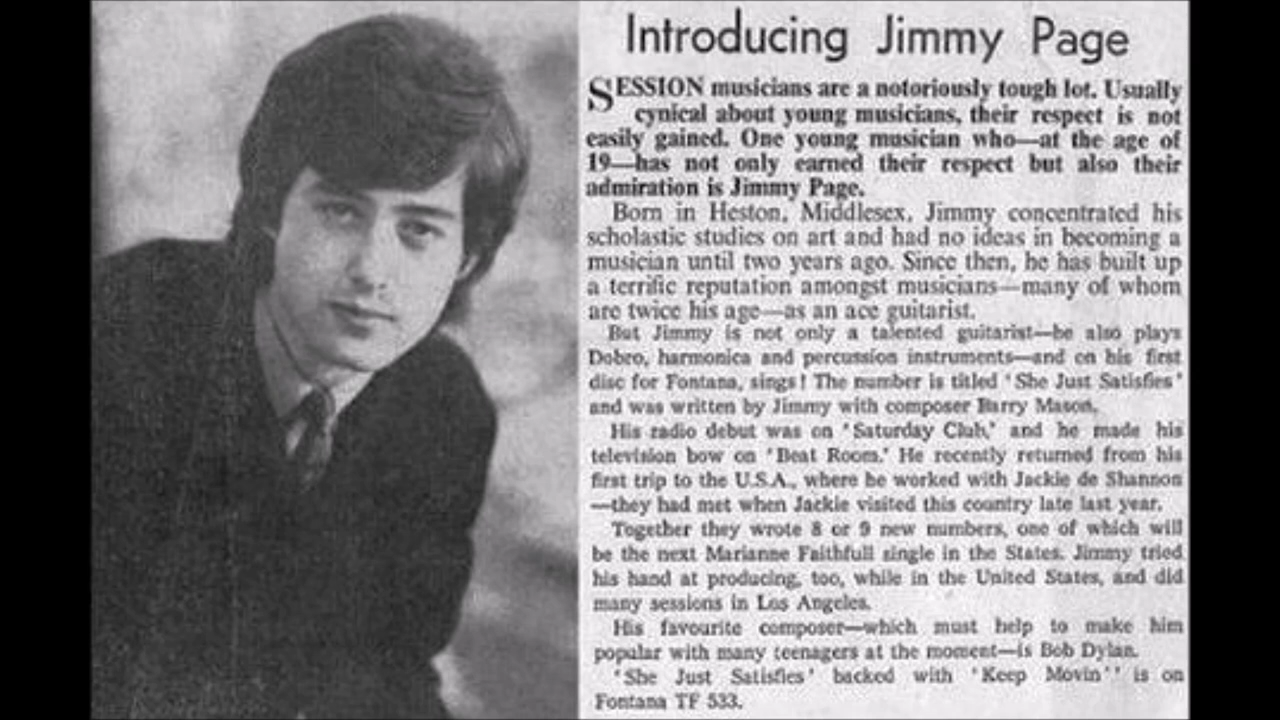 Introducing Jimmy Page
SESSION musicians are a notoriously tough lot. Usually
cynical about young musicians, their respect is not
easily gained. One young musician who—at the age of
19—has not only earned their respect but also their
admiration is Jimmy Page.
Born in Heston, Middlesex, Jimmy concentrated his
scholastic studies on art and had no ideas in becoming a
musician until two years ago. Since then, he has built up
a terrific reputation amongst musicians—many of whom
are twice his age—as an ace guitarist.
But Jimmy is not only a talented guitarist—he also plays
Dobro, harmonica and percussion instruments—and on his first
disc for Fontana, sings! The number is titled 'She Just Satisfies'
and was written by Jimmy with composer Barry Mason.
His radio debut was on 'Saturday Club,' and he made his
television bow on 'Beat Room.' He recently returned from his
first trip to the U.S.A., where he worked with Jackie de Shannon
—they had met when Jackie visited this country late last year.
Together they wrote 8 or 9 new numbers, one of which will
be the next Marianne Faithfull single in the States. Jimmy tried
his hand at producing, too, while in the United States, and did
many sessions in Los Angeles.
His favourite composer—which must help to make him
popular with many teenagers at the moment—is Bob Dylan.
'She Just Satisfies' backed with 'Keep Movin'' is on
Fontana TF 533.